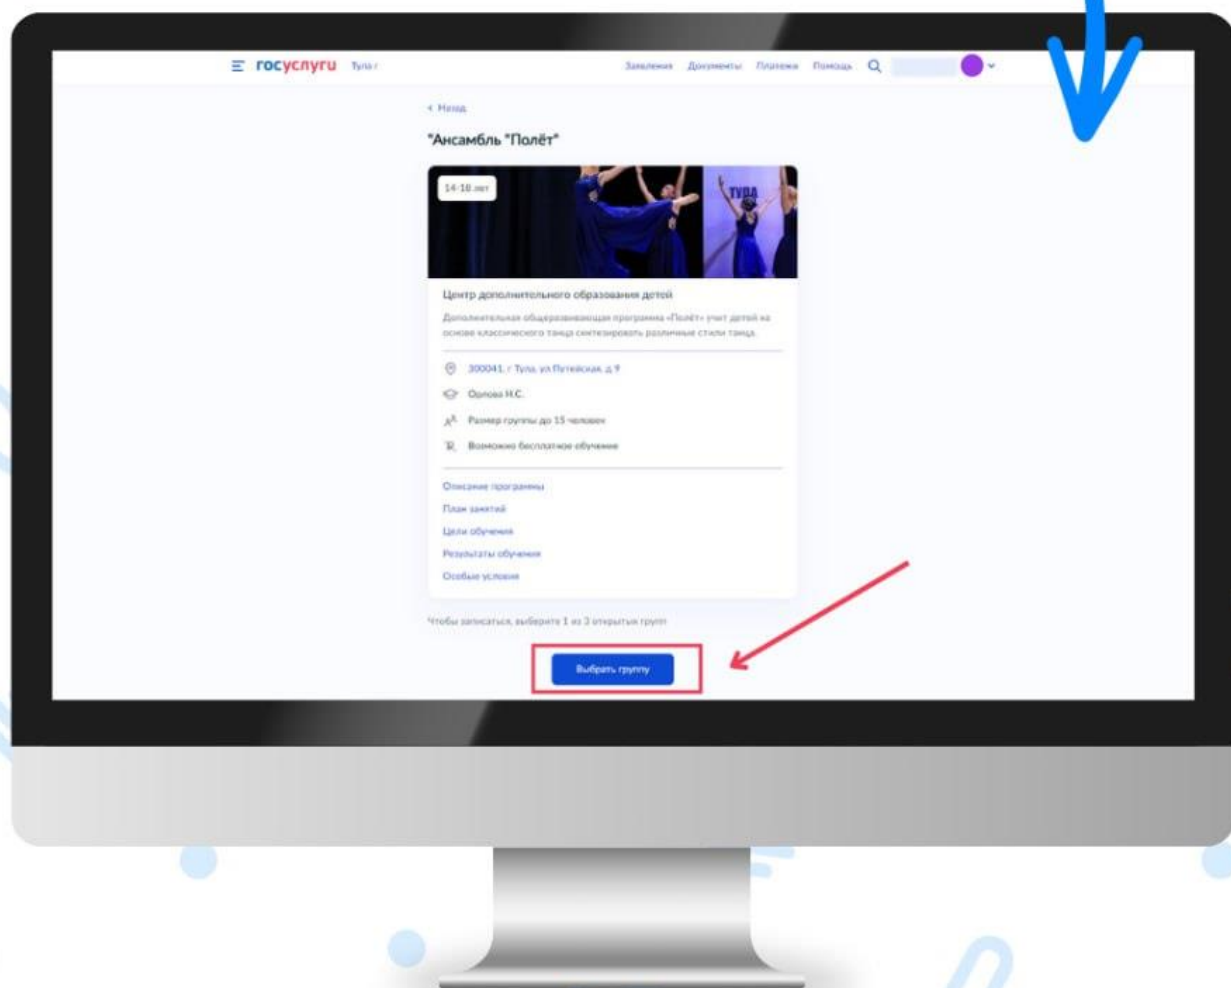 госуслуги Тула г Заявления Документы Платежи Помощь
Назад
"Ансамбль "Полёт"
14-18 лет
ТУЛА
Центр дополнительного образования детей
Дополнительная общеразвивающая программа «Полёт» учит детей на
основе классического танца синтезировать различные стили танца.
300041, г Тула, ул Путейская, д 9
Орлова Н.С.
Размер группы до 15 человек
Возможно бесплатное обучение
Описание программы
План занятий
Цели обучения
Результаты обучения
Особые условия
Чтобы записаться, выберите 1 из 3 открытых групп
Выбрать группу